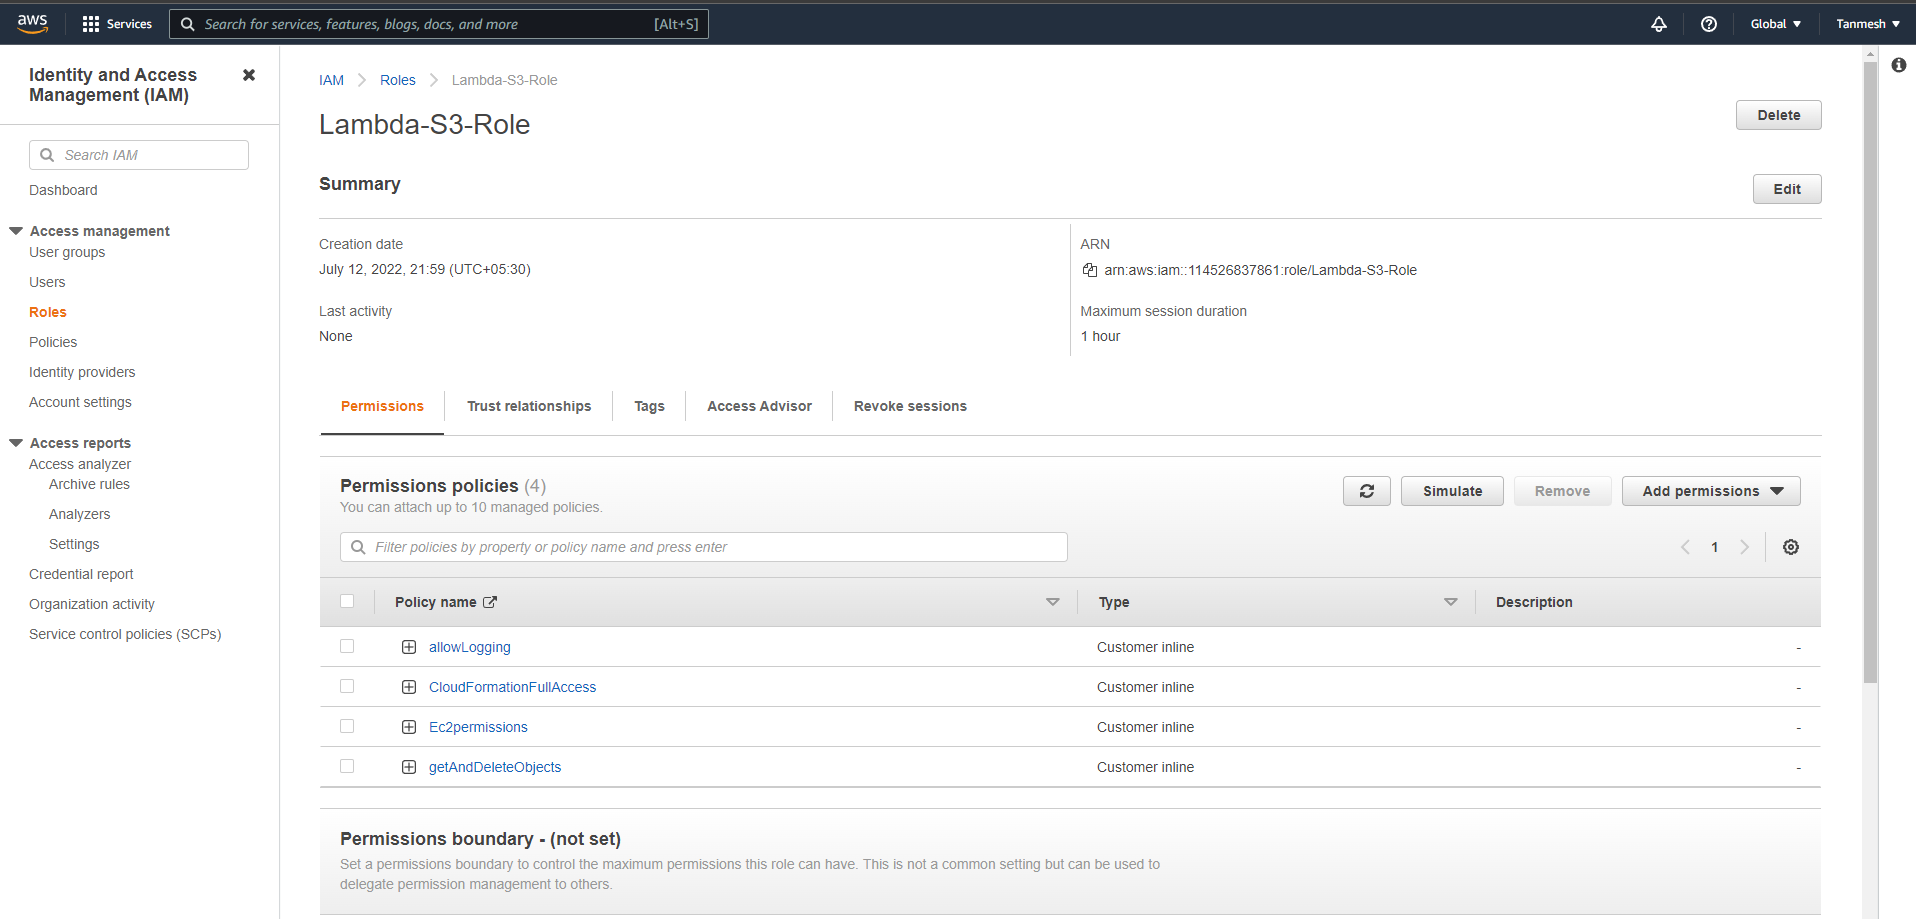 aws
Services
Search for services, features, blogs, docs, and more
[Alt+S]
Global
Tanmesh
Identity and Access
Management (IAM)
Search IAM
Dashboard
Access management
User groups
Users
Roles
Policies
Identity providers
Account settings
Access reports
Access analyzer
Archive rules
Analyzers
Settings
Credential report
Organization activity
Service control policies (SCPs)
IAM
Roles
Lambda-S3-Role
Lambda-S3-Role
Delete
Summary
Edit
Creation date
July 12, 2022, 21:59 (UTC+05:30)
Last activity
None
ARN
arn:aws:iam::114526837861:role/Lambda-S3-Role
Maximum session duration
1 hour
Permissions
Trust relationships
Tags
Access Advisor
Revoke sessions
Permissions policies (4)
You can attach up to 10 managed policies.
Simulate
Remove
Add permissions
Filter policies by property or policy name and press enter
1
Policy name
Type
Description
allowLogging
Customer inline
-
CloudFormationFullAccess
Customer inline
-
Ec2permissions
Customer inline
-
getAndDeleteObjects
Customer inline
-
Permissions boundary - (not set)
Set a permissions boundary to control the maximum permissions this role can have. This is not a common setting but can be used to
delegate permission management to others.